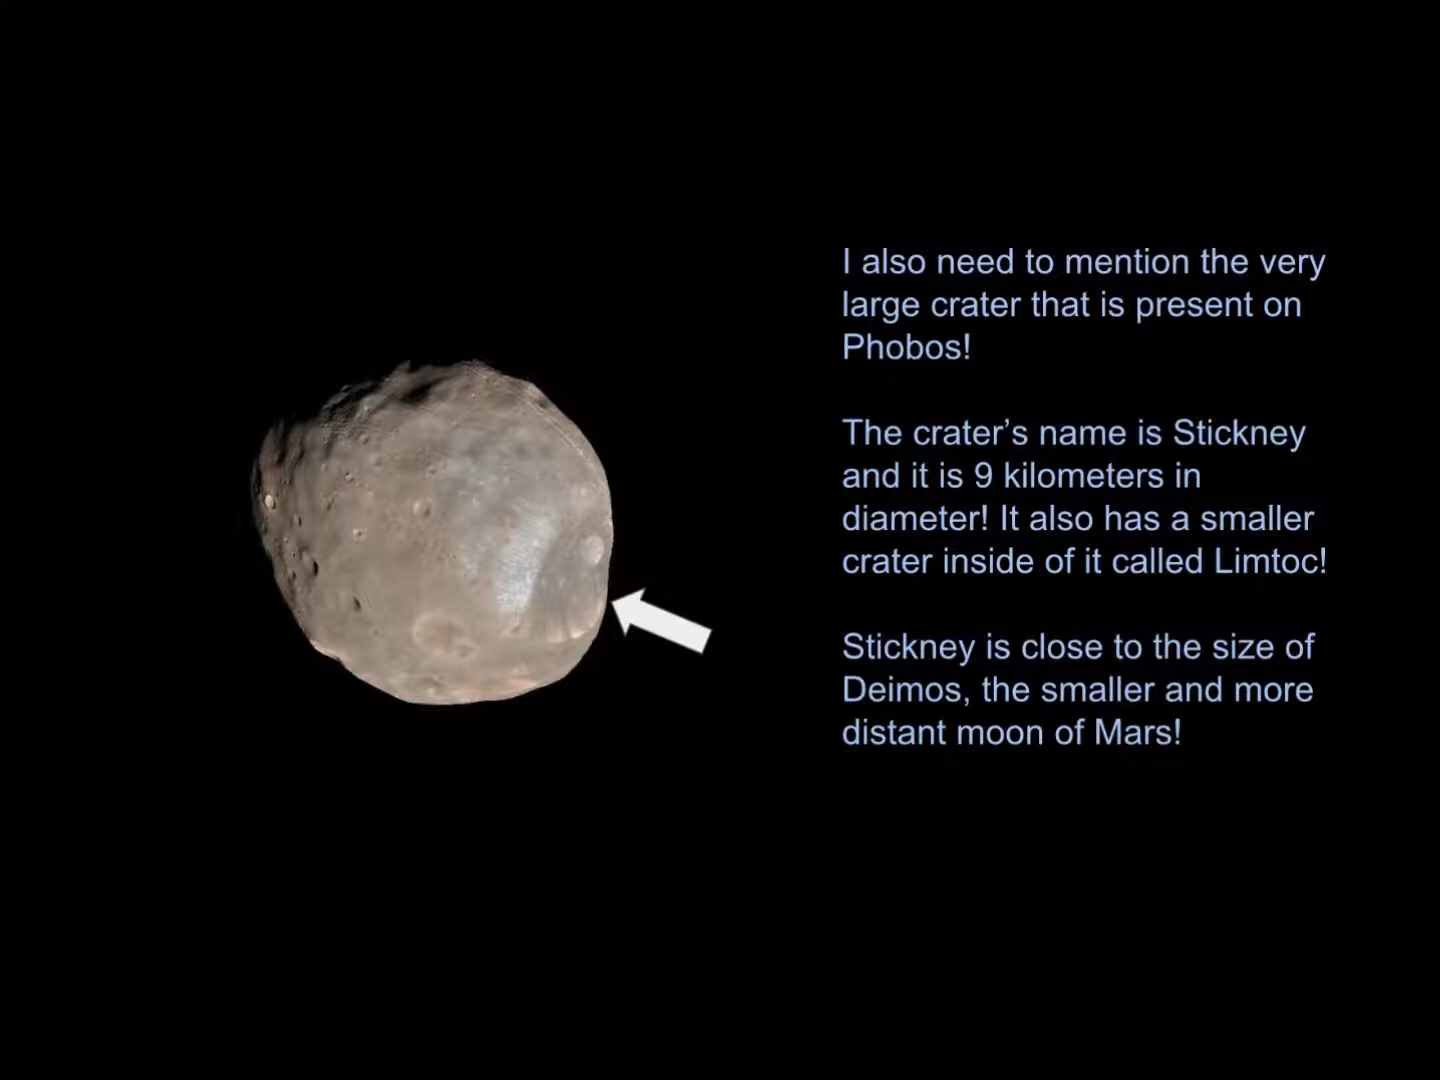 I also need to mention the very
large crater that is present on
Phobos!
The crater’s name is Stickney
and it is 9 kilometers in
diameter! It also has a smaller
crater inside of it called Limtoc!
Stickney is close to the size of
Deimos, the smaller and more
distant moon of Mars!